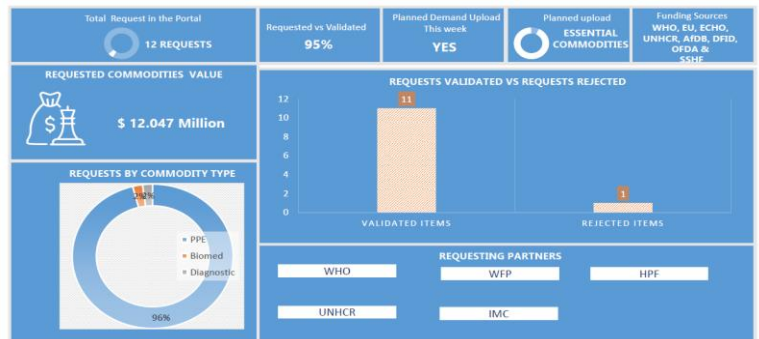 Total Request in the Portal
12 REQUESTS
Requested vs Validated
95%
Planned Demand Upload
This week
YES
Planned upload
ESSENTIAL
COMMODITIES
Funding Sources
WHO, EU, ECHO,
UNHCR, AfDB, DFID,
OFDA &
SSHF
REQUESTED COMMODITIES VALUE
$ 12.047 Million
REQUESTS BY COMMODITY TYPE
2%
2%
PPE
Biomed
Diagnostic
96%
REQUESTS VALIDATED VS REQUESTS REJECTED
12
10
8
6
4
2
0
11
1
VALIDATED ITEMS
REJECTED ITEMS
REQUESTING PARTNERS
WHO
WFP
HPF
UNHCR
IMC